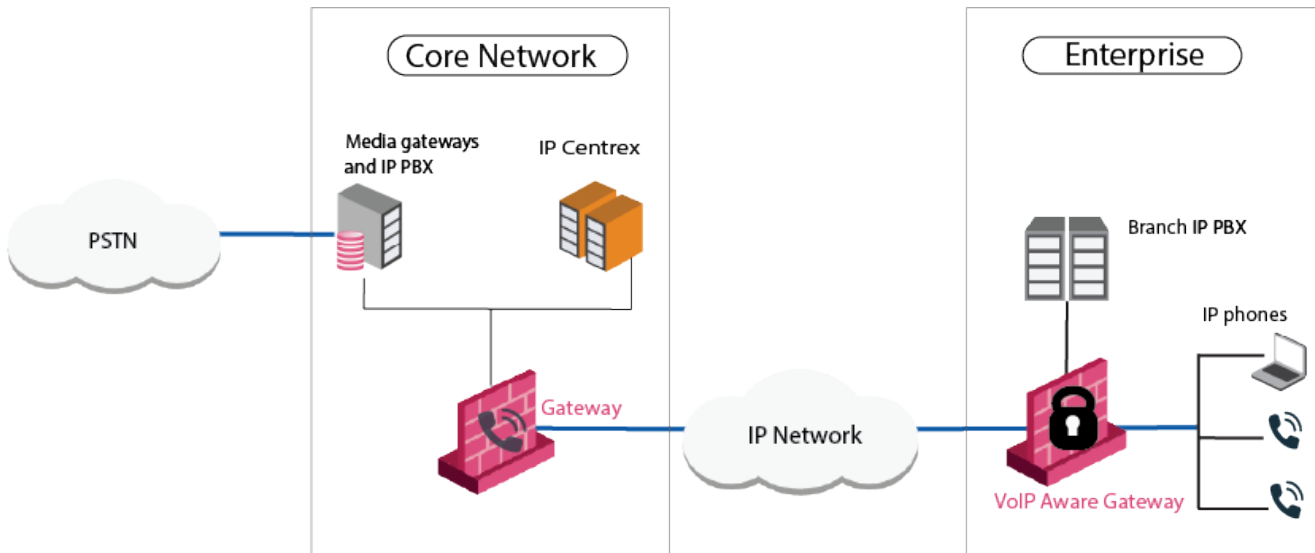 Core Network
Enterprise
Media gateways
and IP PBX
IP Centrex
PSTN
Branch IP PBX
IP phones
Gateway
IP Network
VoIP Aware Gateway